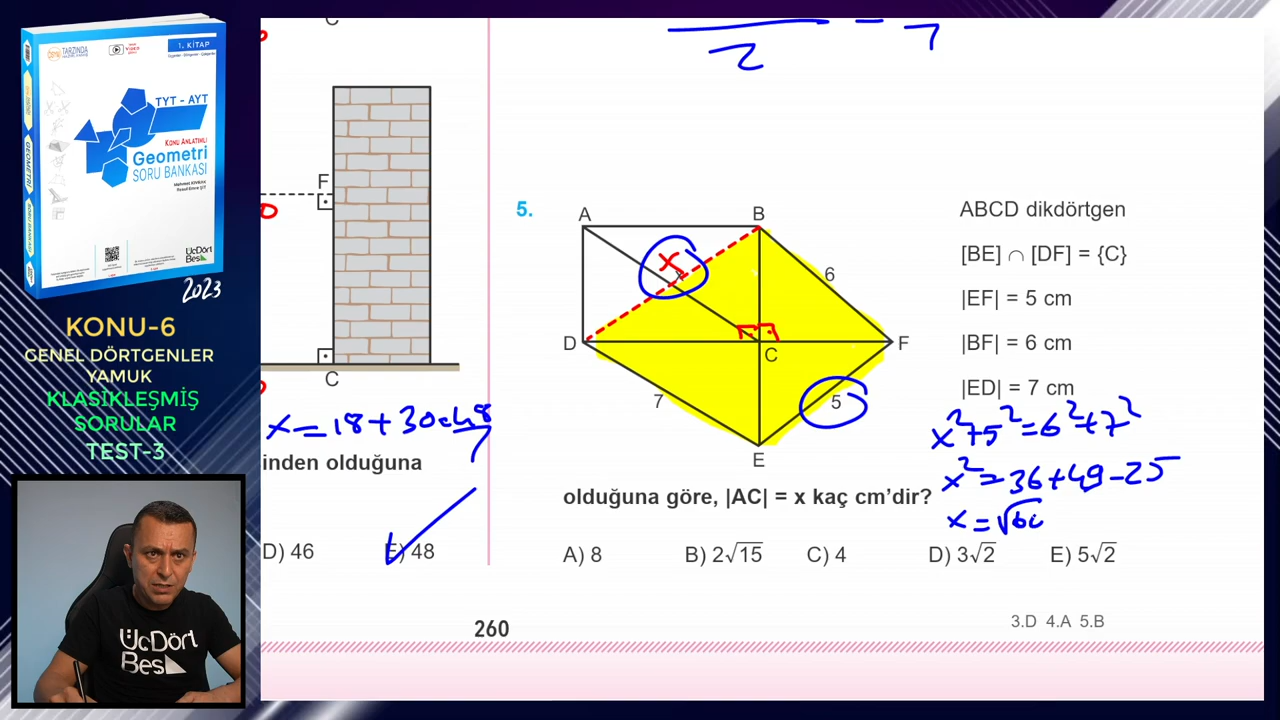 TARZINDA
1. KİTAP
TYT - AYT
KONU ANLATIMLI
Geometri
SORU BANKASI
ÜçDört
Beş
GEOMETRİ
SORU BANKASI
2023
KONU-6
GENEL DÖRTGENLER
YAMUK
KLASİKLEŞMİŞ
SORULAR
TEST-3
ÜçDört
Beş
C
2
7
F
C
x=18+30=48
inden olduğuna
D) 46
E) 48
260
5.
A
B
x
6
D
C
F
7
5
E
ABCD dikdörtgen
[BE] ∩ [DF] = {C}
|EF| = 5 cm
|BF| = 6 cm
|ED| = 7 cm
x²+5²=6²+7²
x²=36+49-25
x=√60
olduğuna göre, |AC| = x kaç cm'dir?
A) 8
B) 2√15
C) 4
D) 3√2
E) 5√2
3.D 4.A 5.B